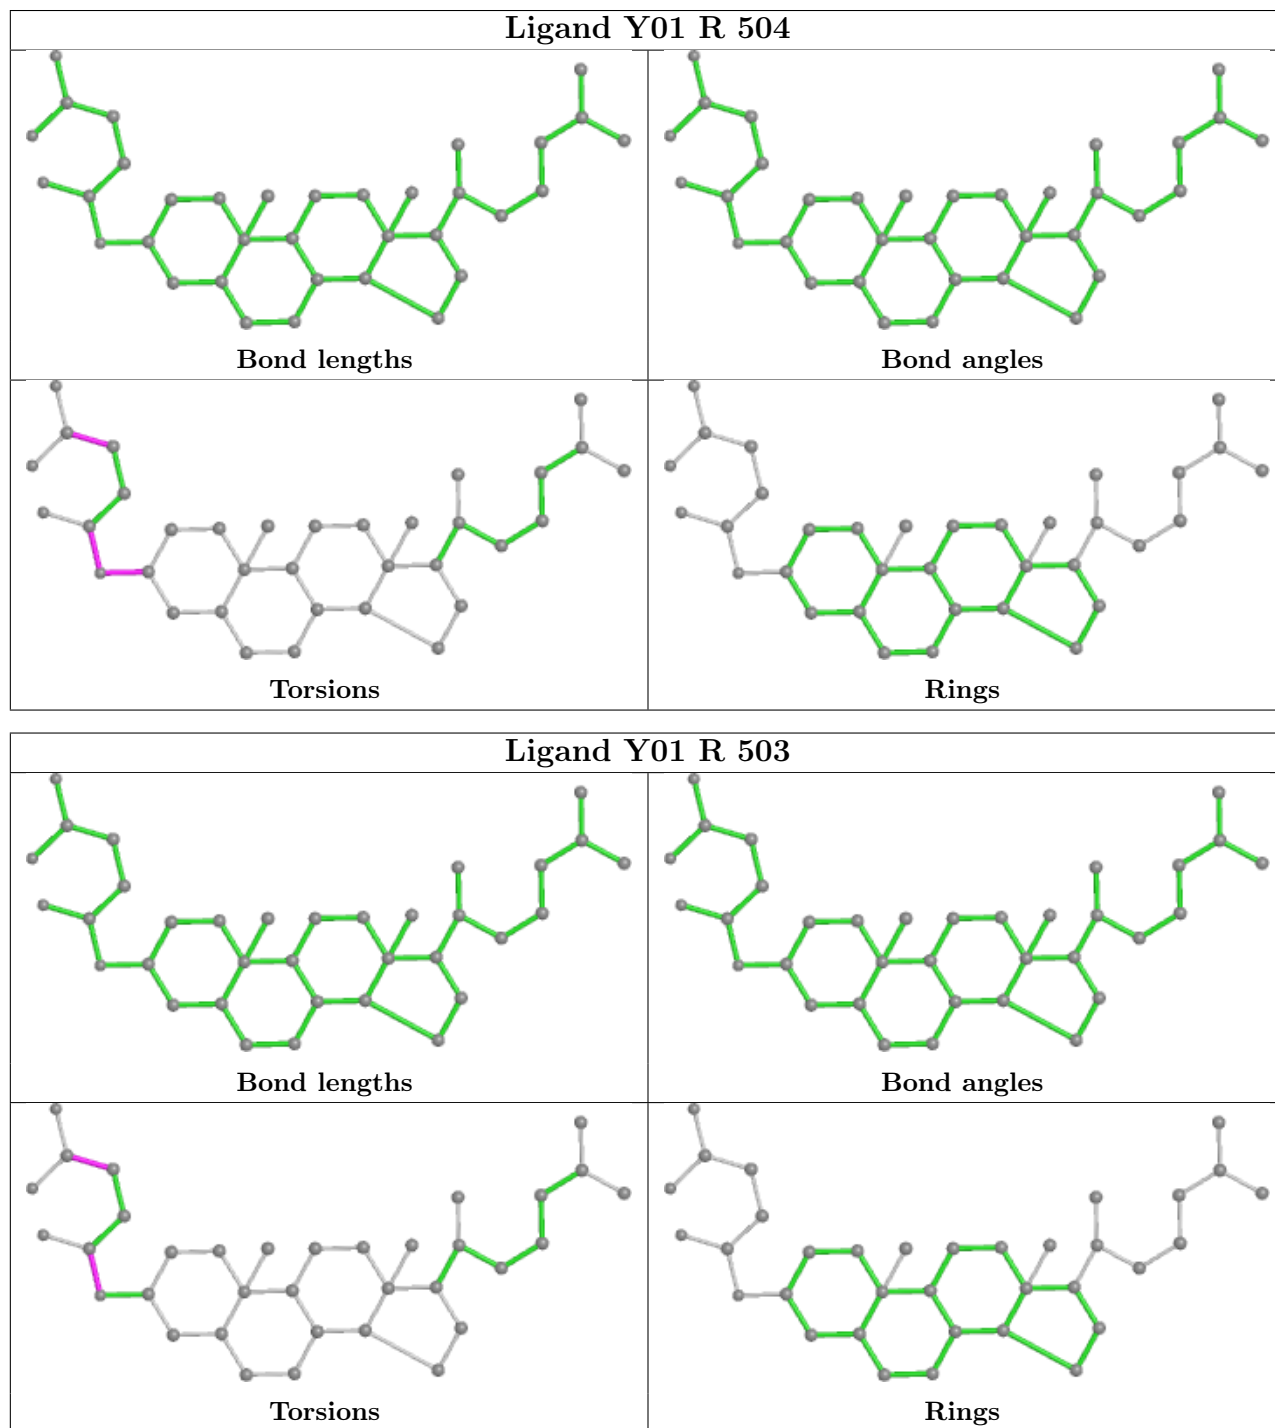 Ligand Y01 R 504
Bond lengths
Bond angles
Torsions
Rings
Ligand Y01 R 503
Bond lengths
Bond angles
Torsions
Rings